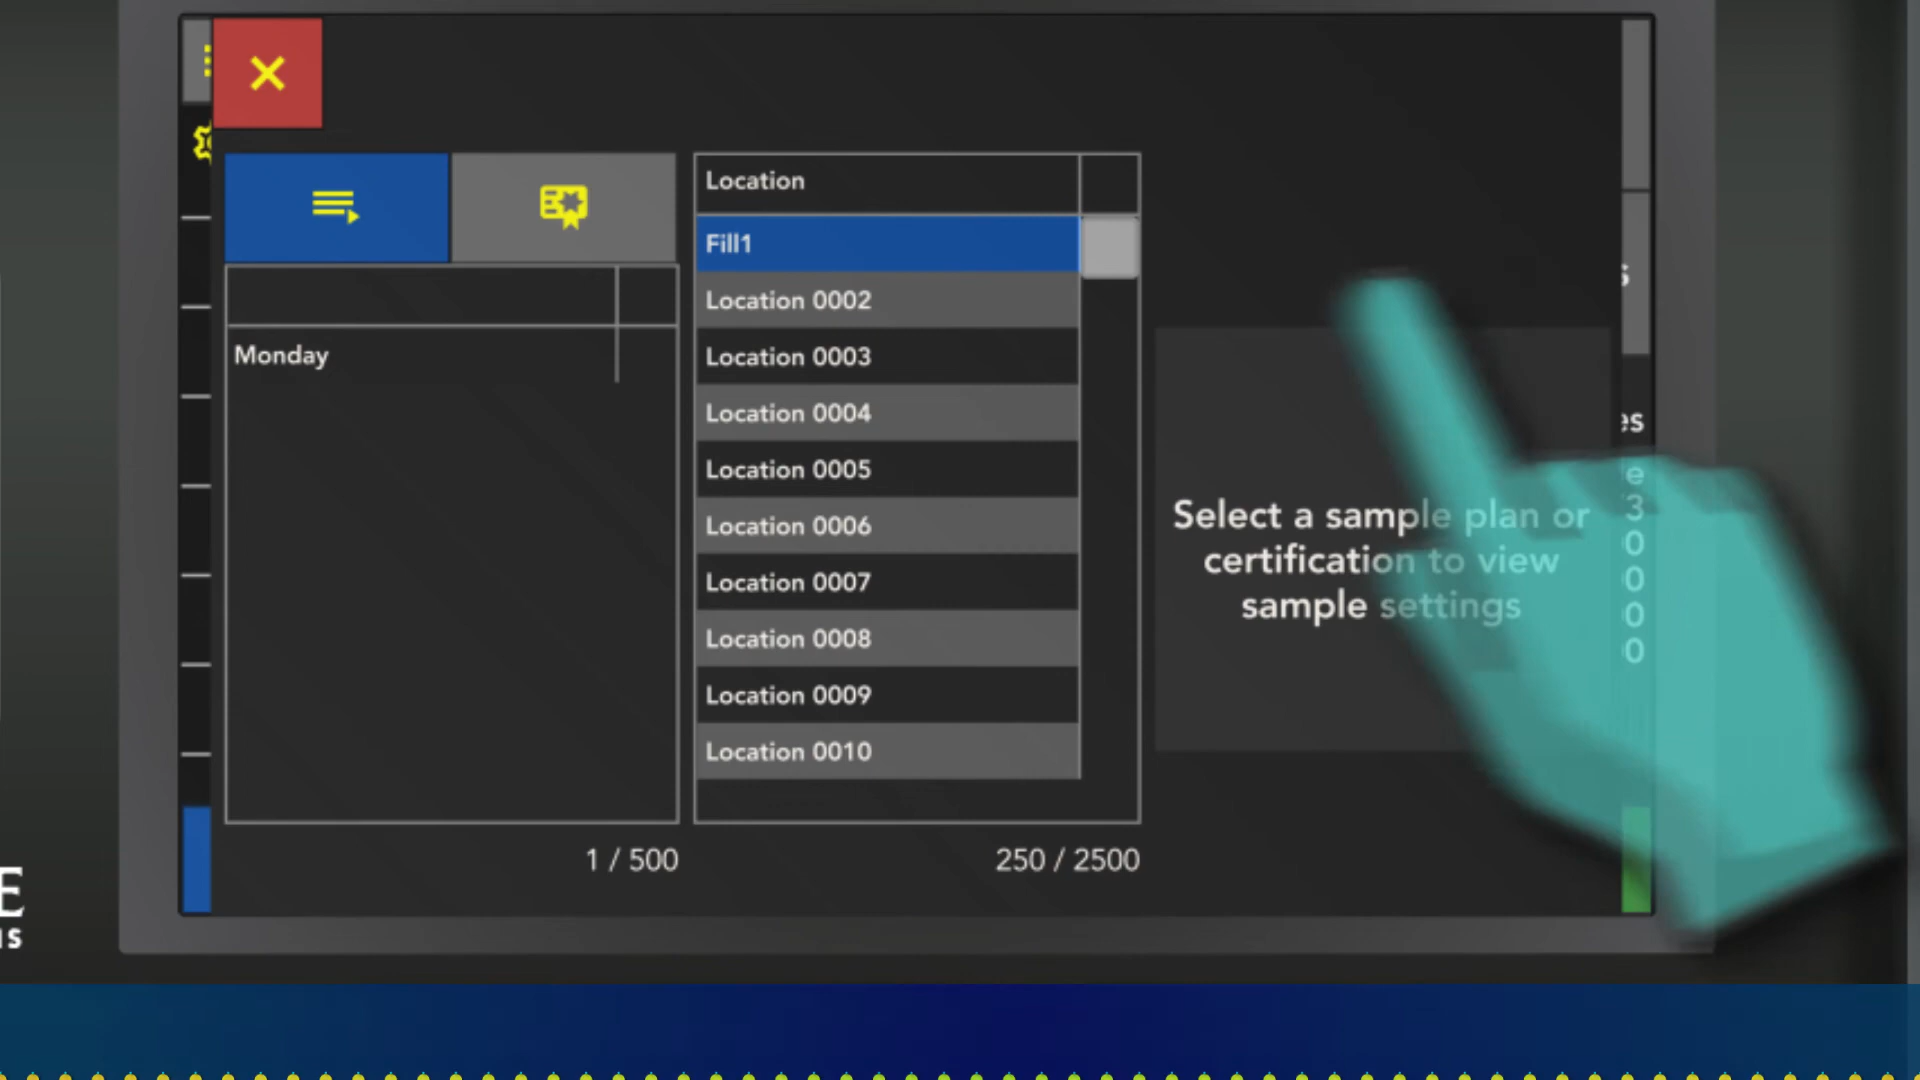 Location
Fill1
Location 0002
Location 0003
Location 0004
Location 0005
Location 0006
Location 0007
Location 0008
Location 0009
Location 0010
Monday
Select a sample plan or
certification to view
sample settings
1 / 500
250 / 2500